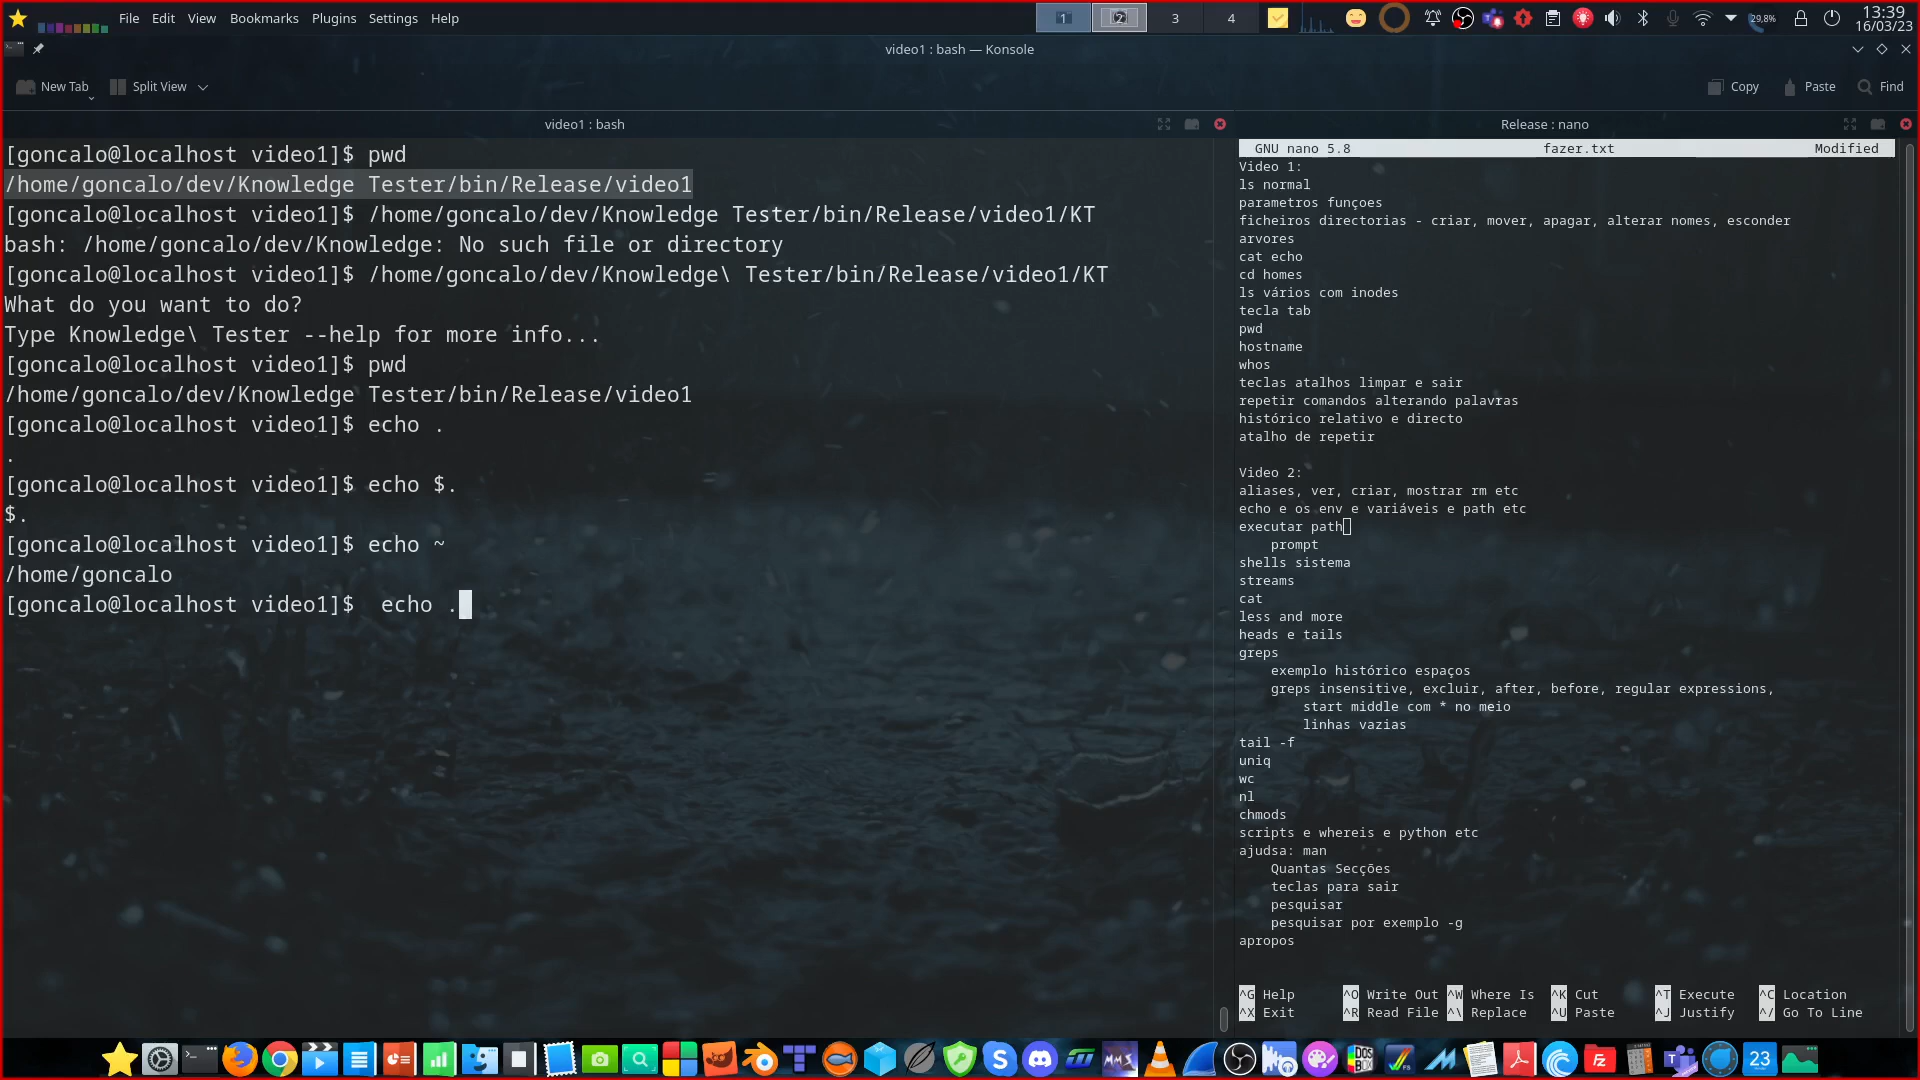 File Edit View Bookmarks Plugins Settings Help
1 2 3 4
29,8%
13:39
16/03/23
video1 : bash — Konsole
New Tab Split View Copy Paste Find
video1 : bash
[goncalo@localhost video1]$ pwd
/home/goncalo/dev/Knowledge Tester/bin/Release/video1
[goncalo@localhost video1]$ /home/goncalo/dev/Knowledge Tester/bin/Release/video1/KT
bash: /home/goncalo/dev/Knowledge: No such file or directory
[goncalo@localhost video1]$ /home/goncalo/dev/Knowledge\ Tester/bin/Release/video1/KT
What do you want to do?
Type Knowledge\ Tester --help for more info...
[goncalo@localhost video1]$ pwd
/home/goncalo/dev/Knowledge Tester/bin/Release/video1
[goncalo@localhost video1]$ echo .
.
[goncalo@localhost video1]$ echo $.
$.
[goncalo@localhost video1]$ echo ~
/home/goncalo
[goncalo@localhost video1]$  echo .
Release : nano
GNU nano 5.8 fazer.txt Modified
Video 1:
ls normal
parametros funçoes
ficheiros directorias - criar, mover, apagar, alterar nomes, esconder
arvores
cat echo
cd homes
ls vários com inodes
tecla tab
pwd
hostname
whos
teclas atalhos limpar e sair
repetir comandos alterando palavras
histórico relativo e directo
atalho de repetir
Video 2:
aliases, ver, criar, mostrar rm etc
echo e os env e variáveis e path etc
executar path
prompt
shells sistema
streams
cat
less and more
heads e tails
greps
exemplo histórico espaços
greps insensitive, excluir, after, before, regular expressions,
start middle com * no meio
linhas vazias
tail -f
uniq
wc
nl
chmods
scripts e whereis e python etc
ajudsa: man
Quantas Secções
teclas para sair
pesquisar
pesquisar por exemplo -g
apropos
^G Help ^O Write Out ^W Where Is ^K Cut ^T Execute ^C Location
^X Exit ^R Read File ^\ Replace ^U Paste ^J Justify ^/ Go To Line
MMS DOS BOX FS Fz 23